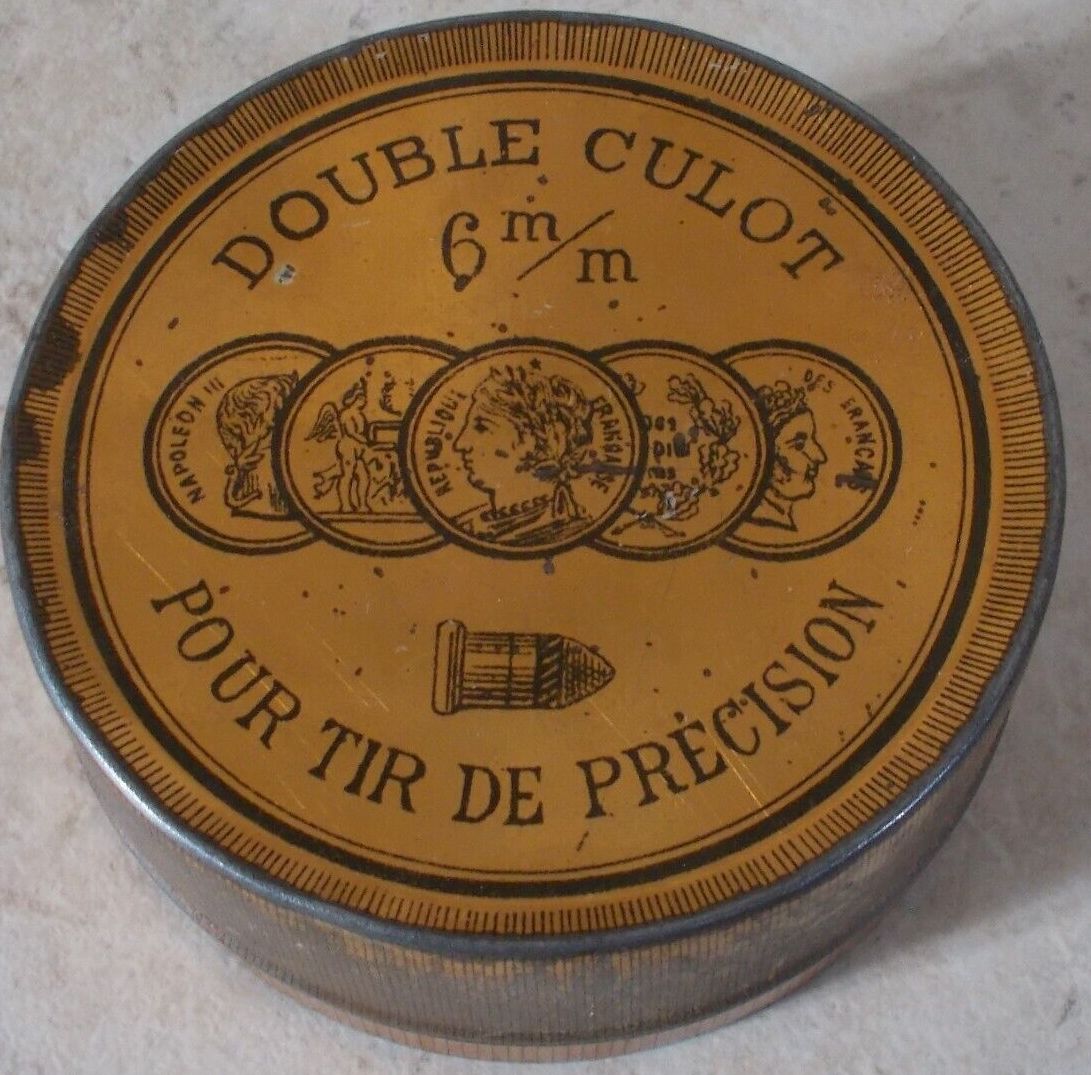 DOUBLE CULOT
6 m/m
NAPOLEON III
REPUBLIQUE FRANÇAISE
DES FRANÇAIS
POUR TIR DE PRÉCISION